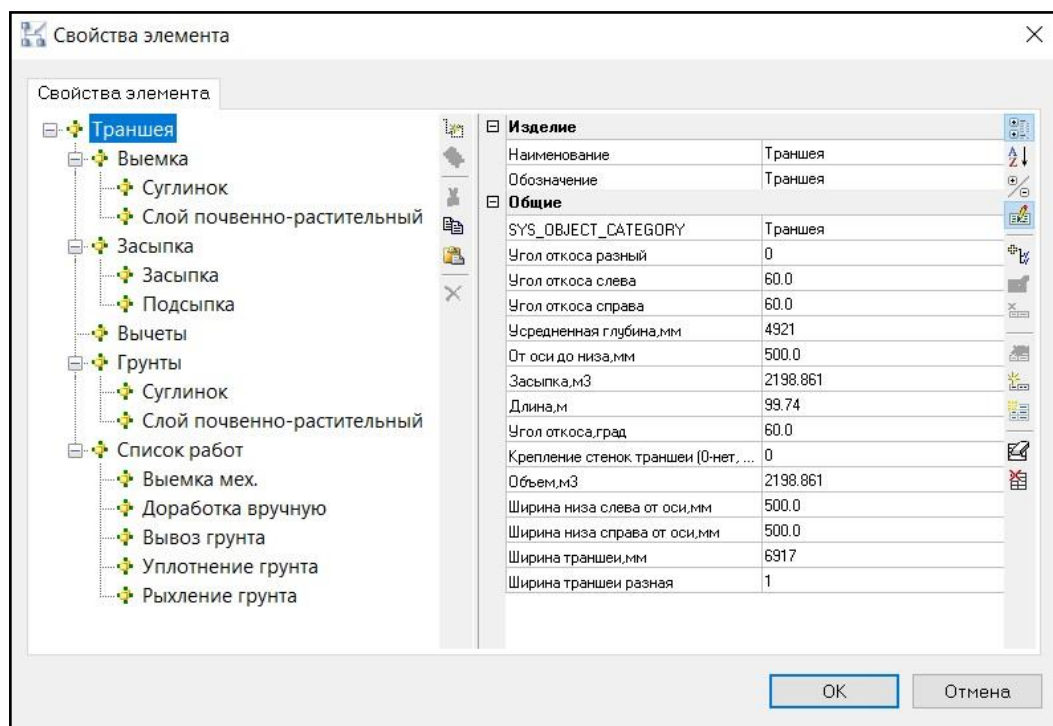 Свойства элемента
Свойства элемента
Траншея
Выемка
Суглинок
Слой почвенно-растительный
Засыпка
Засыпка
Подсыпка
Вычеты
Грунты
Суглинок
Слой почвенно-растительный
Список работ
Выемка мех.
Доработка вручную
Вывоз грунта
Уплотнение грунта
Рыхление грунта
Изделие
Наименование Траншея
Обозначение Траншея
Общие
SYS_OBJECT_CATEGORY Траншея
Угол откоса разный 0
Угол откоса слева 60.0
Угол откоса справа 60.0
Усредненная глубина,мм 4921
От оси до низа,мм 500.0
Засыпка,м3 2198.861
Длина,м 99.74
Угол откоса,град 60.0
Крепление стенок траншеи (0-нет, ... 0
Объем,м3 2198.861
Ширина низа слева от оси,мм 500.0
Ширина низа справа от оси,мм 500.0
Ширина траншеи,мм 6917
Ширина траншеи разная 1
OK Отмена